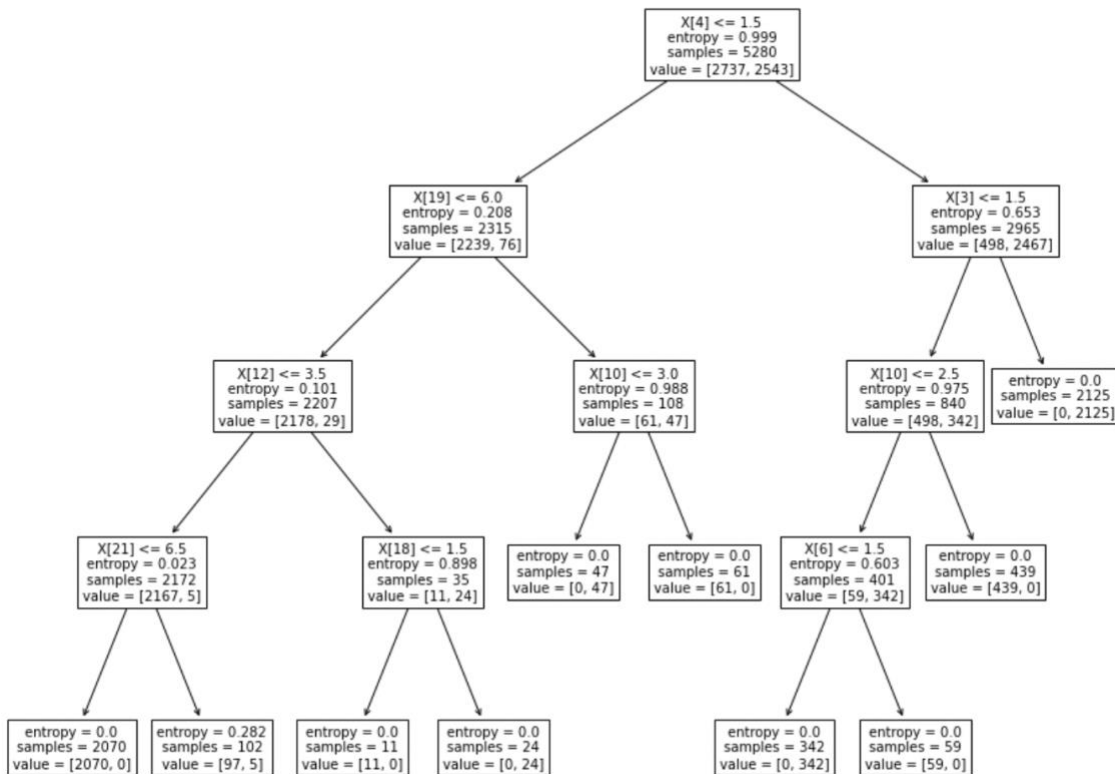 X[4] <= 1.5
entropy = 0.999
samples = 5280
value = [2737, 2543]
X[19] <= 6.0
entropy = 0.208
samples = 2315
value = [2239, 76]
X[3] <= 1.5
entropy = 0.653
samples = 2965
value = [498, 2467]
X[12] <= 3.5
entropy = 0.101
samples = 2207
value = [2178, 29]
X[10] <= 3.0
entropy = 0.988
samples = 108
value = [61, 47]
X[10] <= 2.5
entropy = 0.975
samples = 840
value = [498, 342]
entropy = 0.0
samples = 2125
value = [0, 2125]
X[21] <= 6.5
entropy = 0.023
samples = 2172
value = [2167, 5]
X[18] <= 1.5
entropy = 0.898
samples = 35
value = [11, 24]
entropy = 0.0
samples = 47
value = [0, 47]
entropy = 0.0
samples = 61
value = [61, 0]
X[6] <= 1.5
entropy = 0.603
samples = 401
value = [59, 342]
entropy = 0.0
samples = 439
value = [439, 0]
entropy = 0.0
samples = 2070
value = [2070, 0]
entropy = 0.282
samples = 102
value = [97, 5]
entropy = 0.0
samples = 11
value = [11, 0]
entropy = 0.0
samples = 24
value = [0, 24]
entropy = 0.0
samples = 342
value = [0, 342]
entropy = 0.0
samples = 59
value = [59, 0]